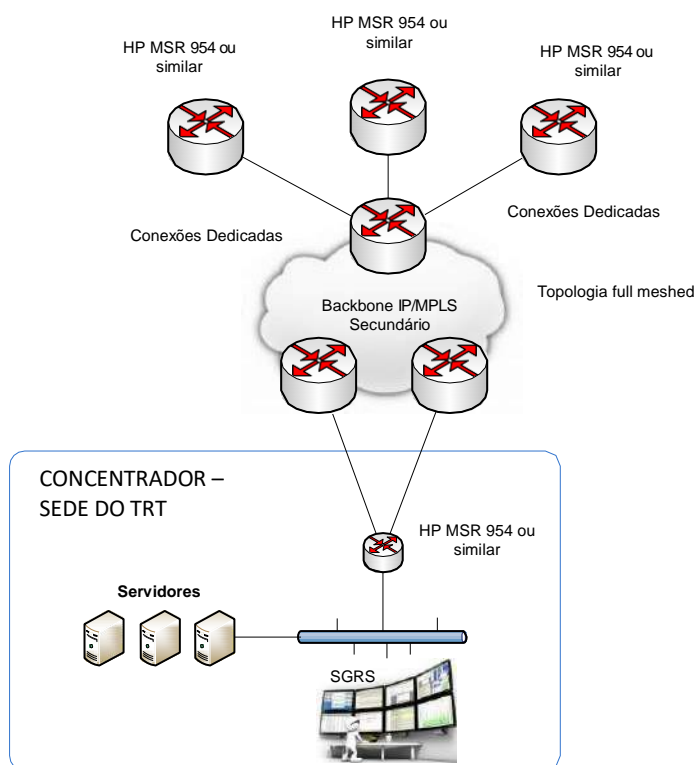 HP MSR 954 ou
similar
HP MSR 954 ou
similar
HP MSR 954 ou
similar
Conexões Dedicadas
Conexões Dedicadas
Backbone IP/MPLS
Secundário
Topologia full meshed
CONCENTRADOR –
SEDE DO TRT
HP MSR 954 ou
similar
Servidores
SGRS